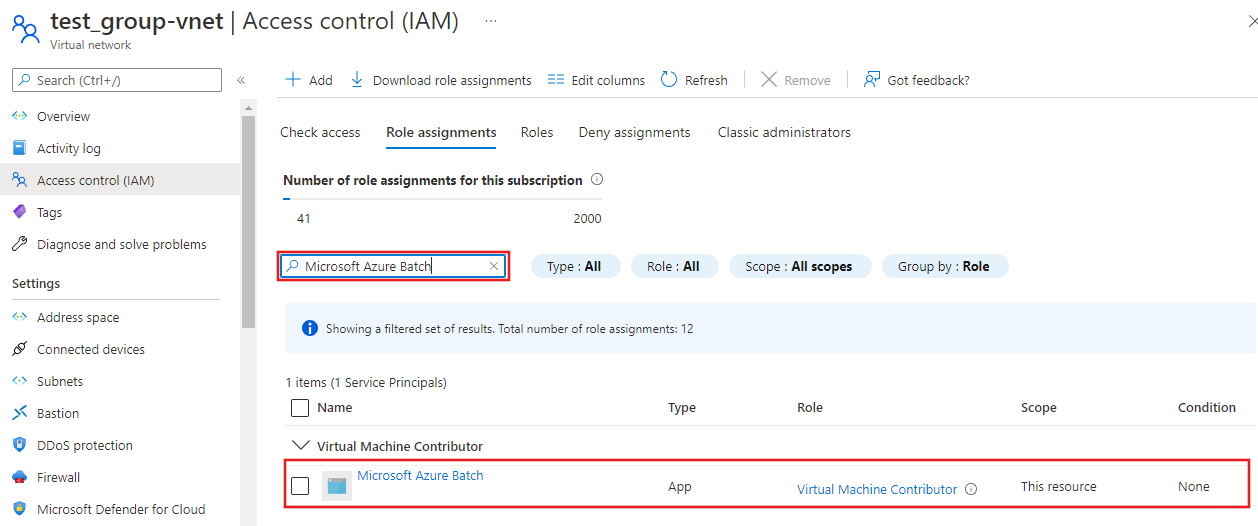 test_group-vnet | Access control (IAM) ...
Virtual network
Search (Ctrl+/)
«
Overview
Activity log
Access control (IAM)
Tags
Diagnose and solve problems
Settings
Address space
Connected devices
Subnets
Bastion
DDoS protection
Firewall
Microsoft Defender for Cloud
Add Download role assignments Edit columns Refresh Remove Got feedback?
Check access Role assignments Roles Deny assignments Classic administrators
Number of role assignments for this subscription
41 2000
Microsoft Azure Batch Type : All Role : All Scope : All scopes Group by : Role
Showing a filtered set of results. Total number of role assignments: 12
1 items (1 Service Principals)
Name Type Role Scope Condition
Virtual Machine Contributor
Microsoft Azure Batch App Virtual Machine Contributor This resource None